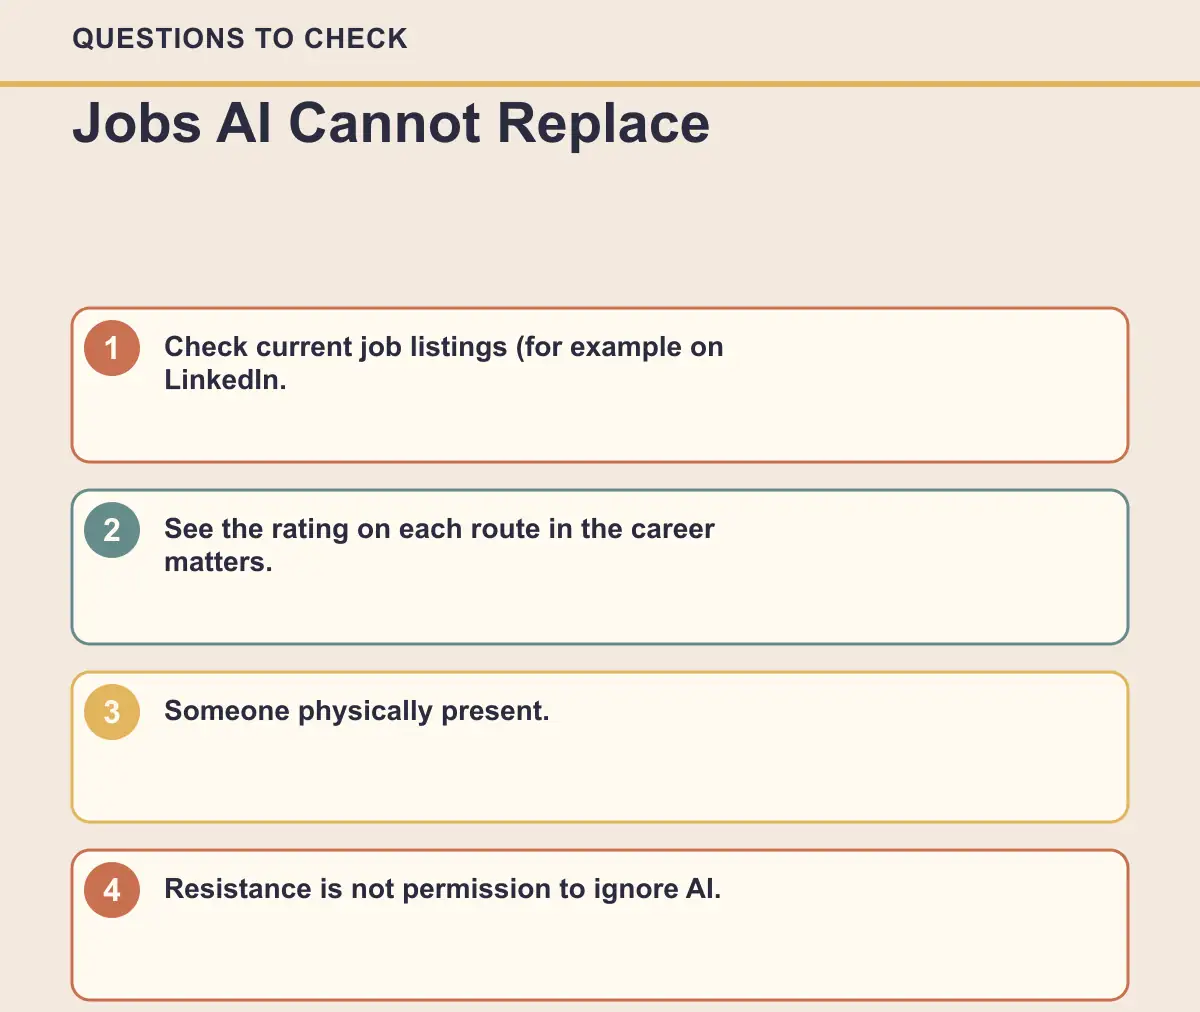 QUESTIONS TO CHECK
Jobs AI Cannot Replace
1
Check current job listings (for example on
LinkedIn.
2
See the rating on each route in the career
matters.
3
Someone physically present.
4
Resistance is not permission to ignore AI.